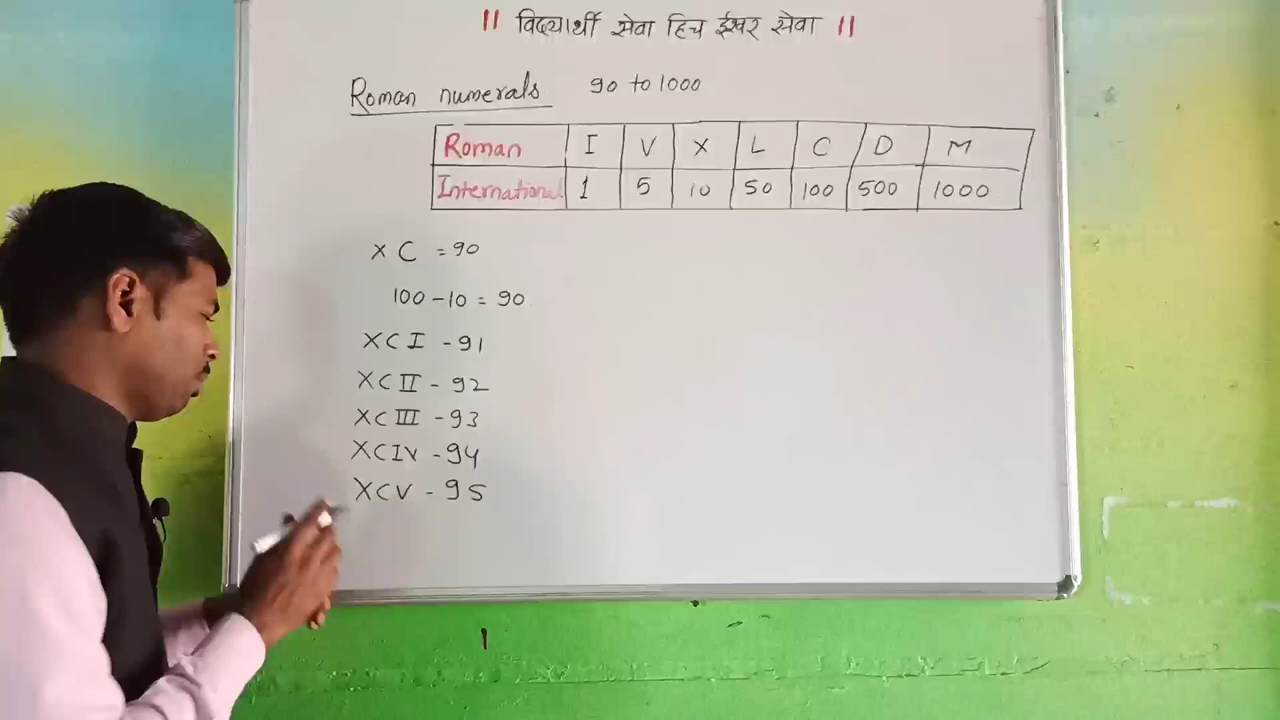 || विद्यार्थी सेवा हिच ईश्वर सेवा ||
Roman numerals 90 to 1000
Roman I V X L C D M
International 1 5 10 50 100 500 1000
X C = 90
100 - 10 = 90
XCI - 91
XCII - 92
XCIII - 93
XCIV - 94
XCV - 95